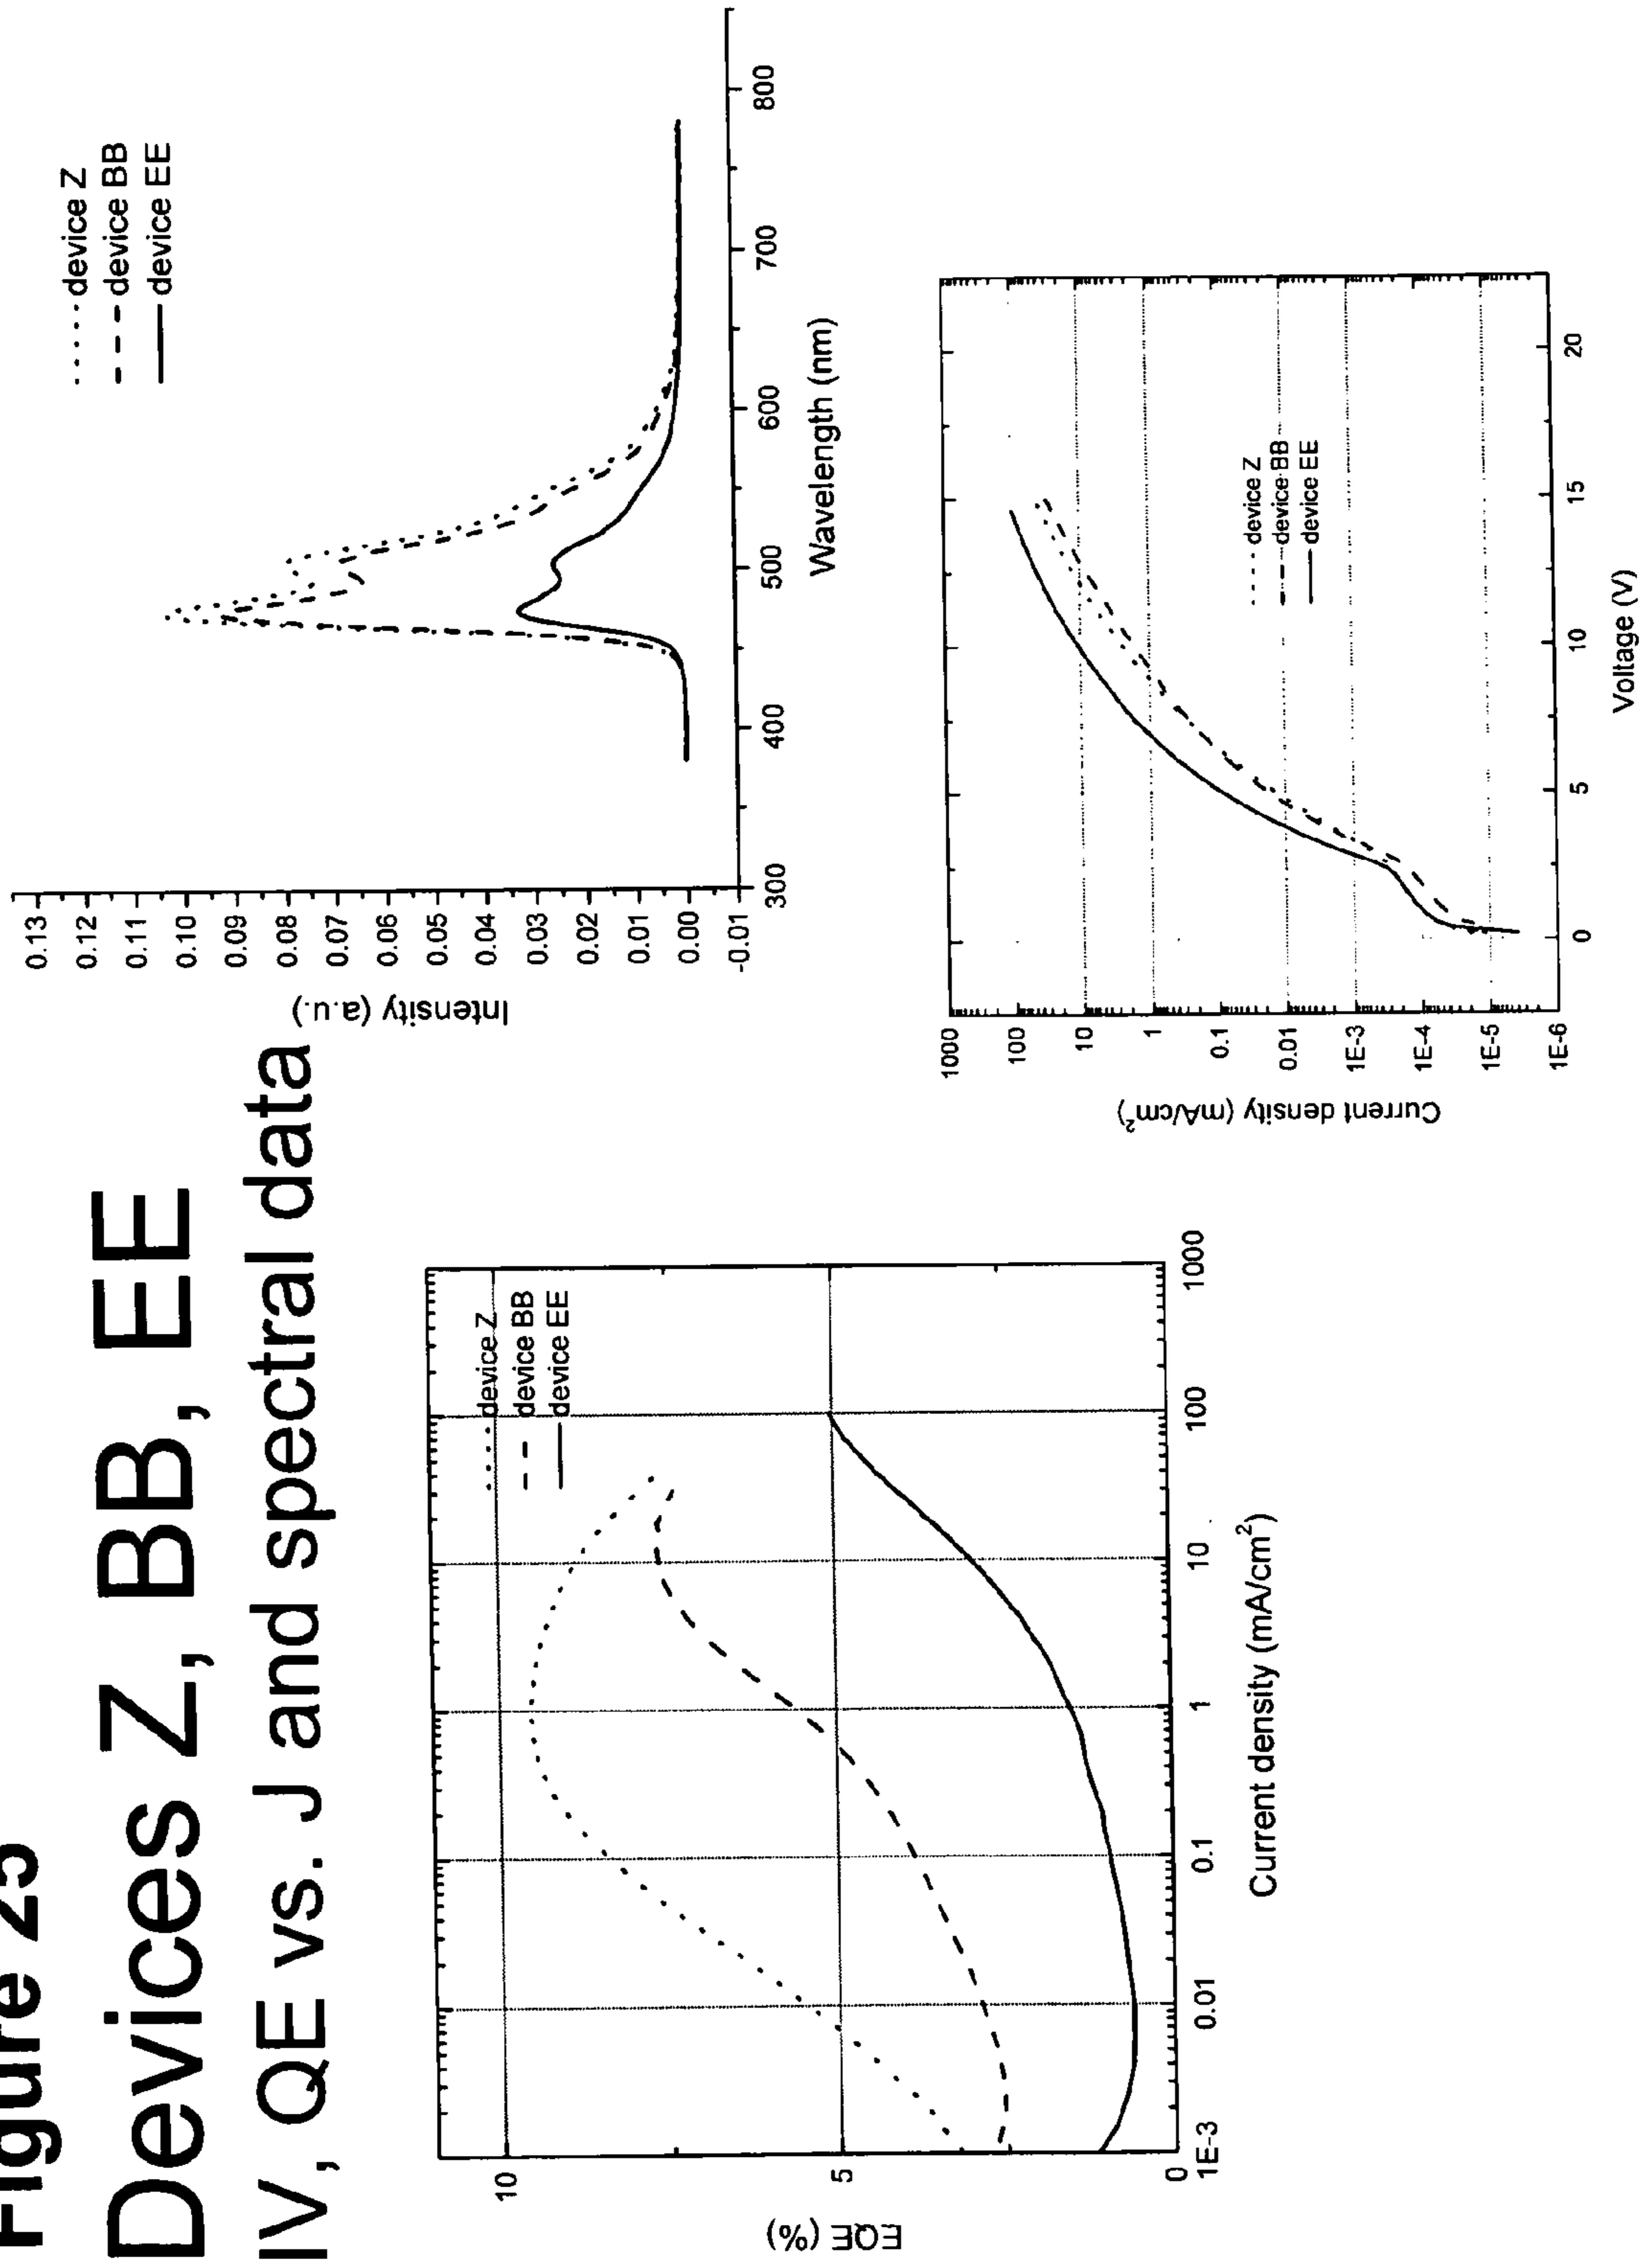 Figure 25
Devices Z, BB, EE
IV, QE vs. J and spectral data
EQE (%)
10
5
0
1E-3
0.01
0.1
1
10
100
1000
Current density (mA/cm²)
device Z
device BB
device EE
Intensity (a.u.)
0.13
0.12
0.11
0.10
0.09
0.08
0.07
0.06
0.05
0.04
0.03
0.02
0.01
0.00
-0.01
300
400
500
600
700
800
Wavelength (nm)
device Z
device BB
device EE
Current density (mA/cm²)
1000
100
10
1
0.1
0.01
1E-3
1E-4
1E-5
1E-6
0
5
10
15
20
Voltage (V)
device Z
device BB
device EE